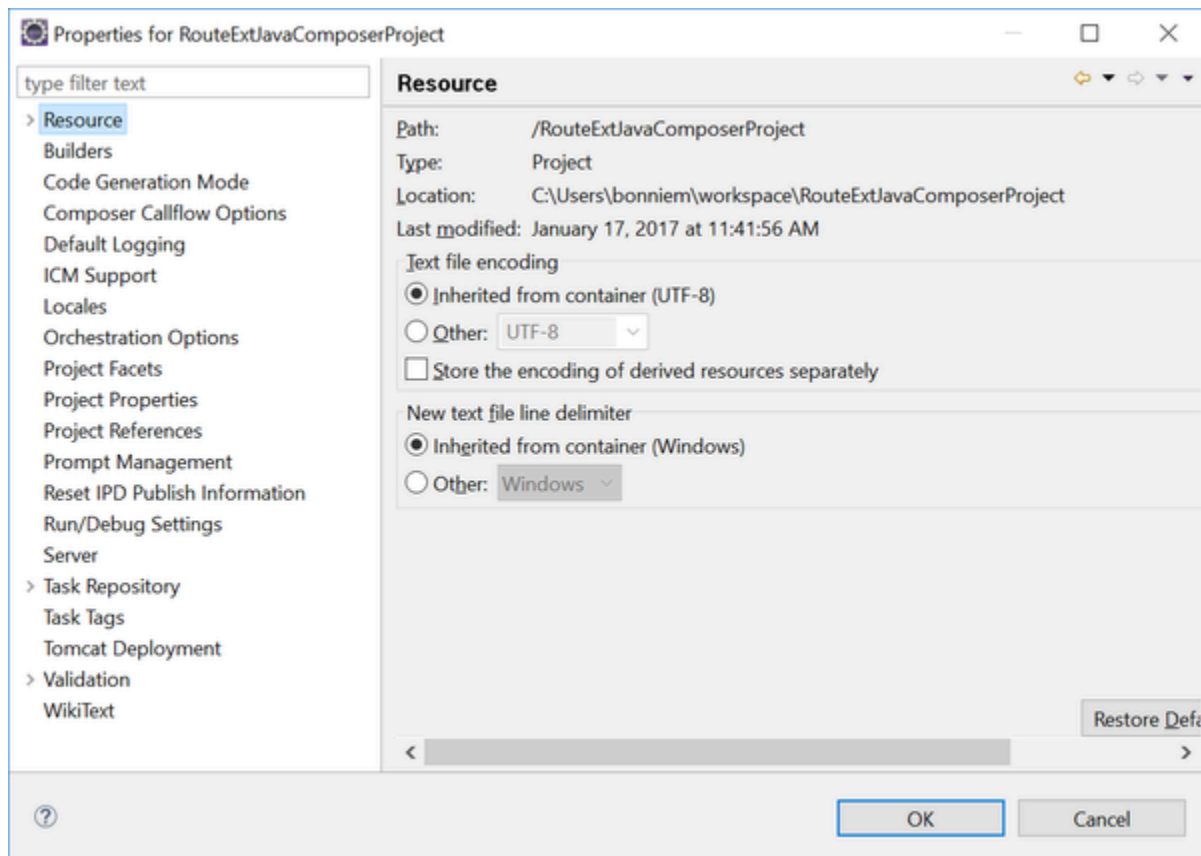 Properties for RouteExtJavaComposerProject
type filter text
Resource
Builders
Code Generation Mode
Composer Callflow Options
Default Logging
ICM Support
Locales
Orchestration Options
Project Facets
Project Properties
Project References
Prompt Management
Reset IPD Publish Information
Run/Debug Settings
Server
Task Repository
Task Tags
Tomcat Deployment
Validation
WikiText
Resource
Path: /RouteExtJavaComposerProject
Type: Project
Location: C:\Users\bonniem\workspace\RouteExtJavaComposerProject
Last modified: January 17, 2017 at 11:41:56 AM
Text file encoding
Inherited from container (UTF-8)
Other: UTF-8
Store the encoding of derived resources separately
New text file line delimiter
Inherited from container (Windows)
Other: Windows
Restore Defa
OK Cancel